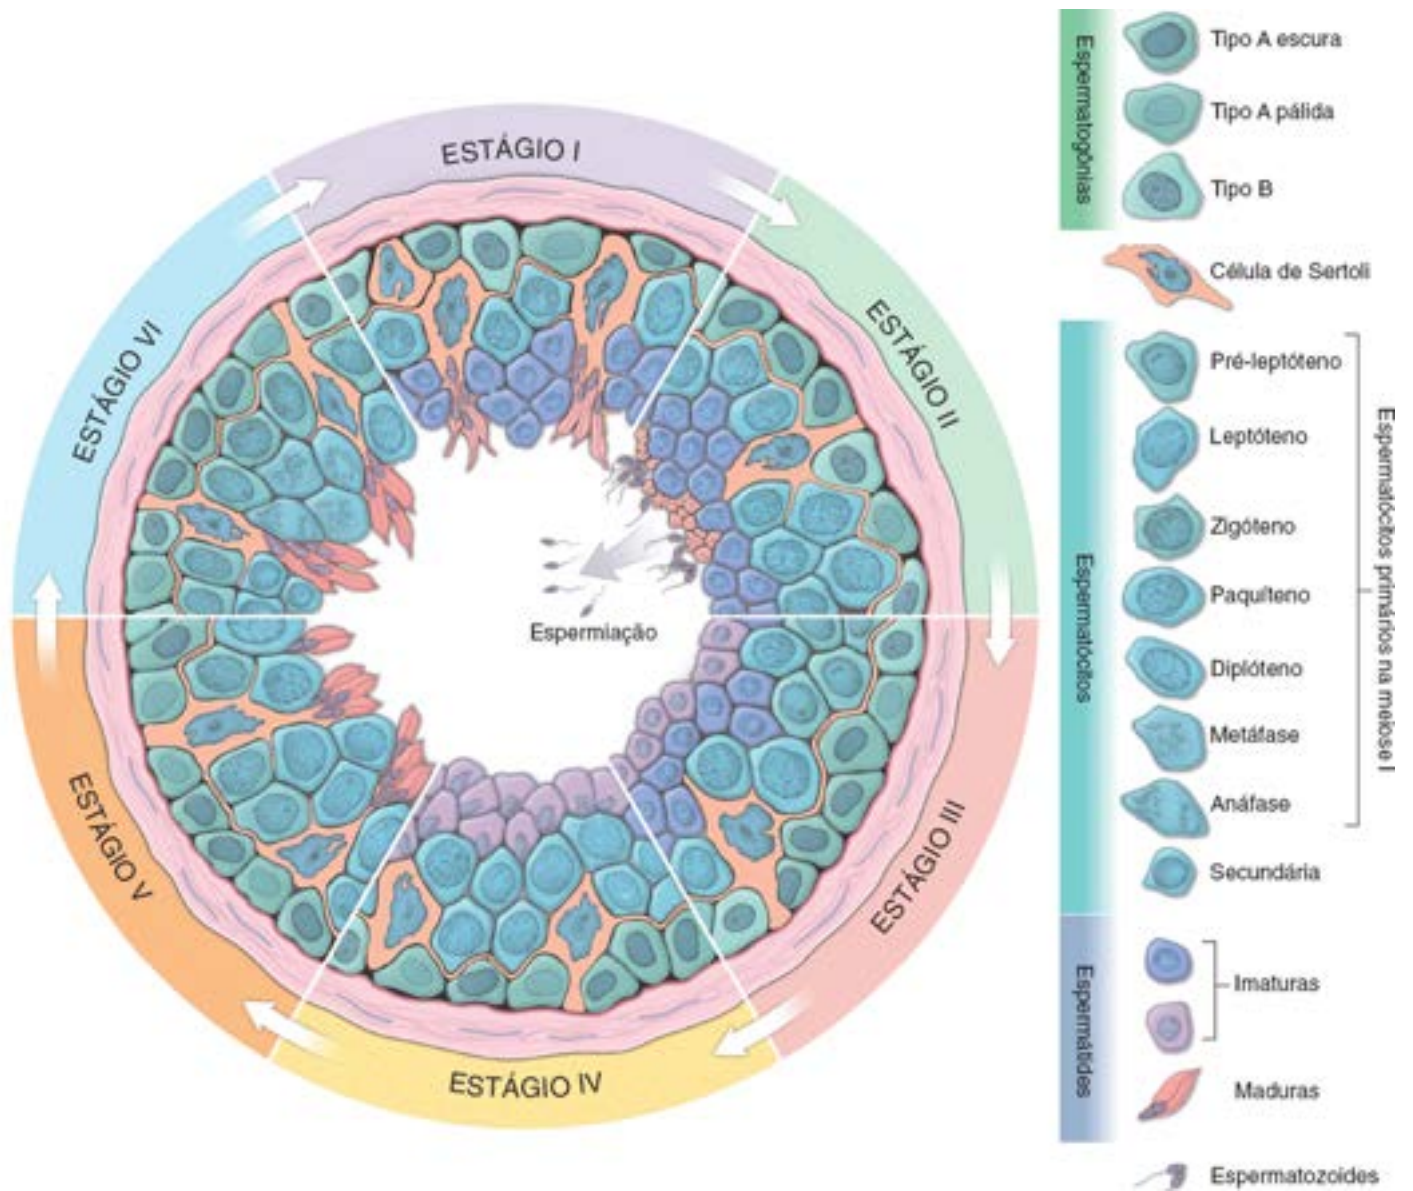 ESTÁGIO I
ESTÁGIO II
ESTÁGIO III
ESTÁGIO IV
ESTÁGIO V
ESTÁGIO VI
Espermiação
Espermatogônias
Tipo A escura
Tipo A pálida
Tipo B
Célula de Sertoli
Espermatócitos
Pré-leptóteno
Leptóteno
Zigóteno
Paquíteno
Diplóteno
Metáfase
Anáfase
Espermatócitos primários na meiose I
Secundária
Espermátides
Imaturas
Maduras
Espermatozoides